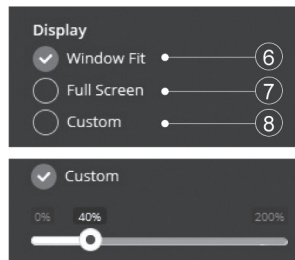 Display
Window Fit 6
Full Screen 7
Custom 8
Custom
0% 40% 200%